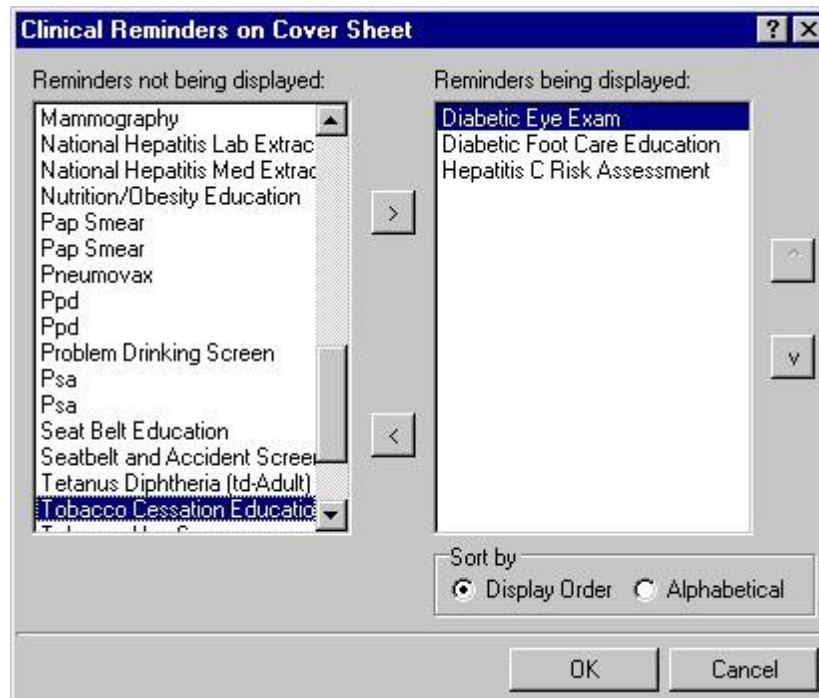 Clinical Reminders on Cover Sheet
?
Reminders not being displayed:
Mammography
National Hepatitis Lab Extrac
National Hepatitis Med Extrac
Nutrition/Obesity Education
Pap Smear
Pap Smear
Pneumovax
Ppd
Ppd
Problem Drinking Screen
Psa
Psa
Seat Belt Education
Seatbelt and Accident Screer
Tetanus Diphtheria (td-Adult)
Tobacco Cessation Educatio
>
<
Reminders being displayed:
Diabetic Eye Exam
Diabetic Foot Care Education
Hepatitis C Risk Assessment
^
v
Sort by
Display Order
Alphabetical
OK
Cancel